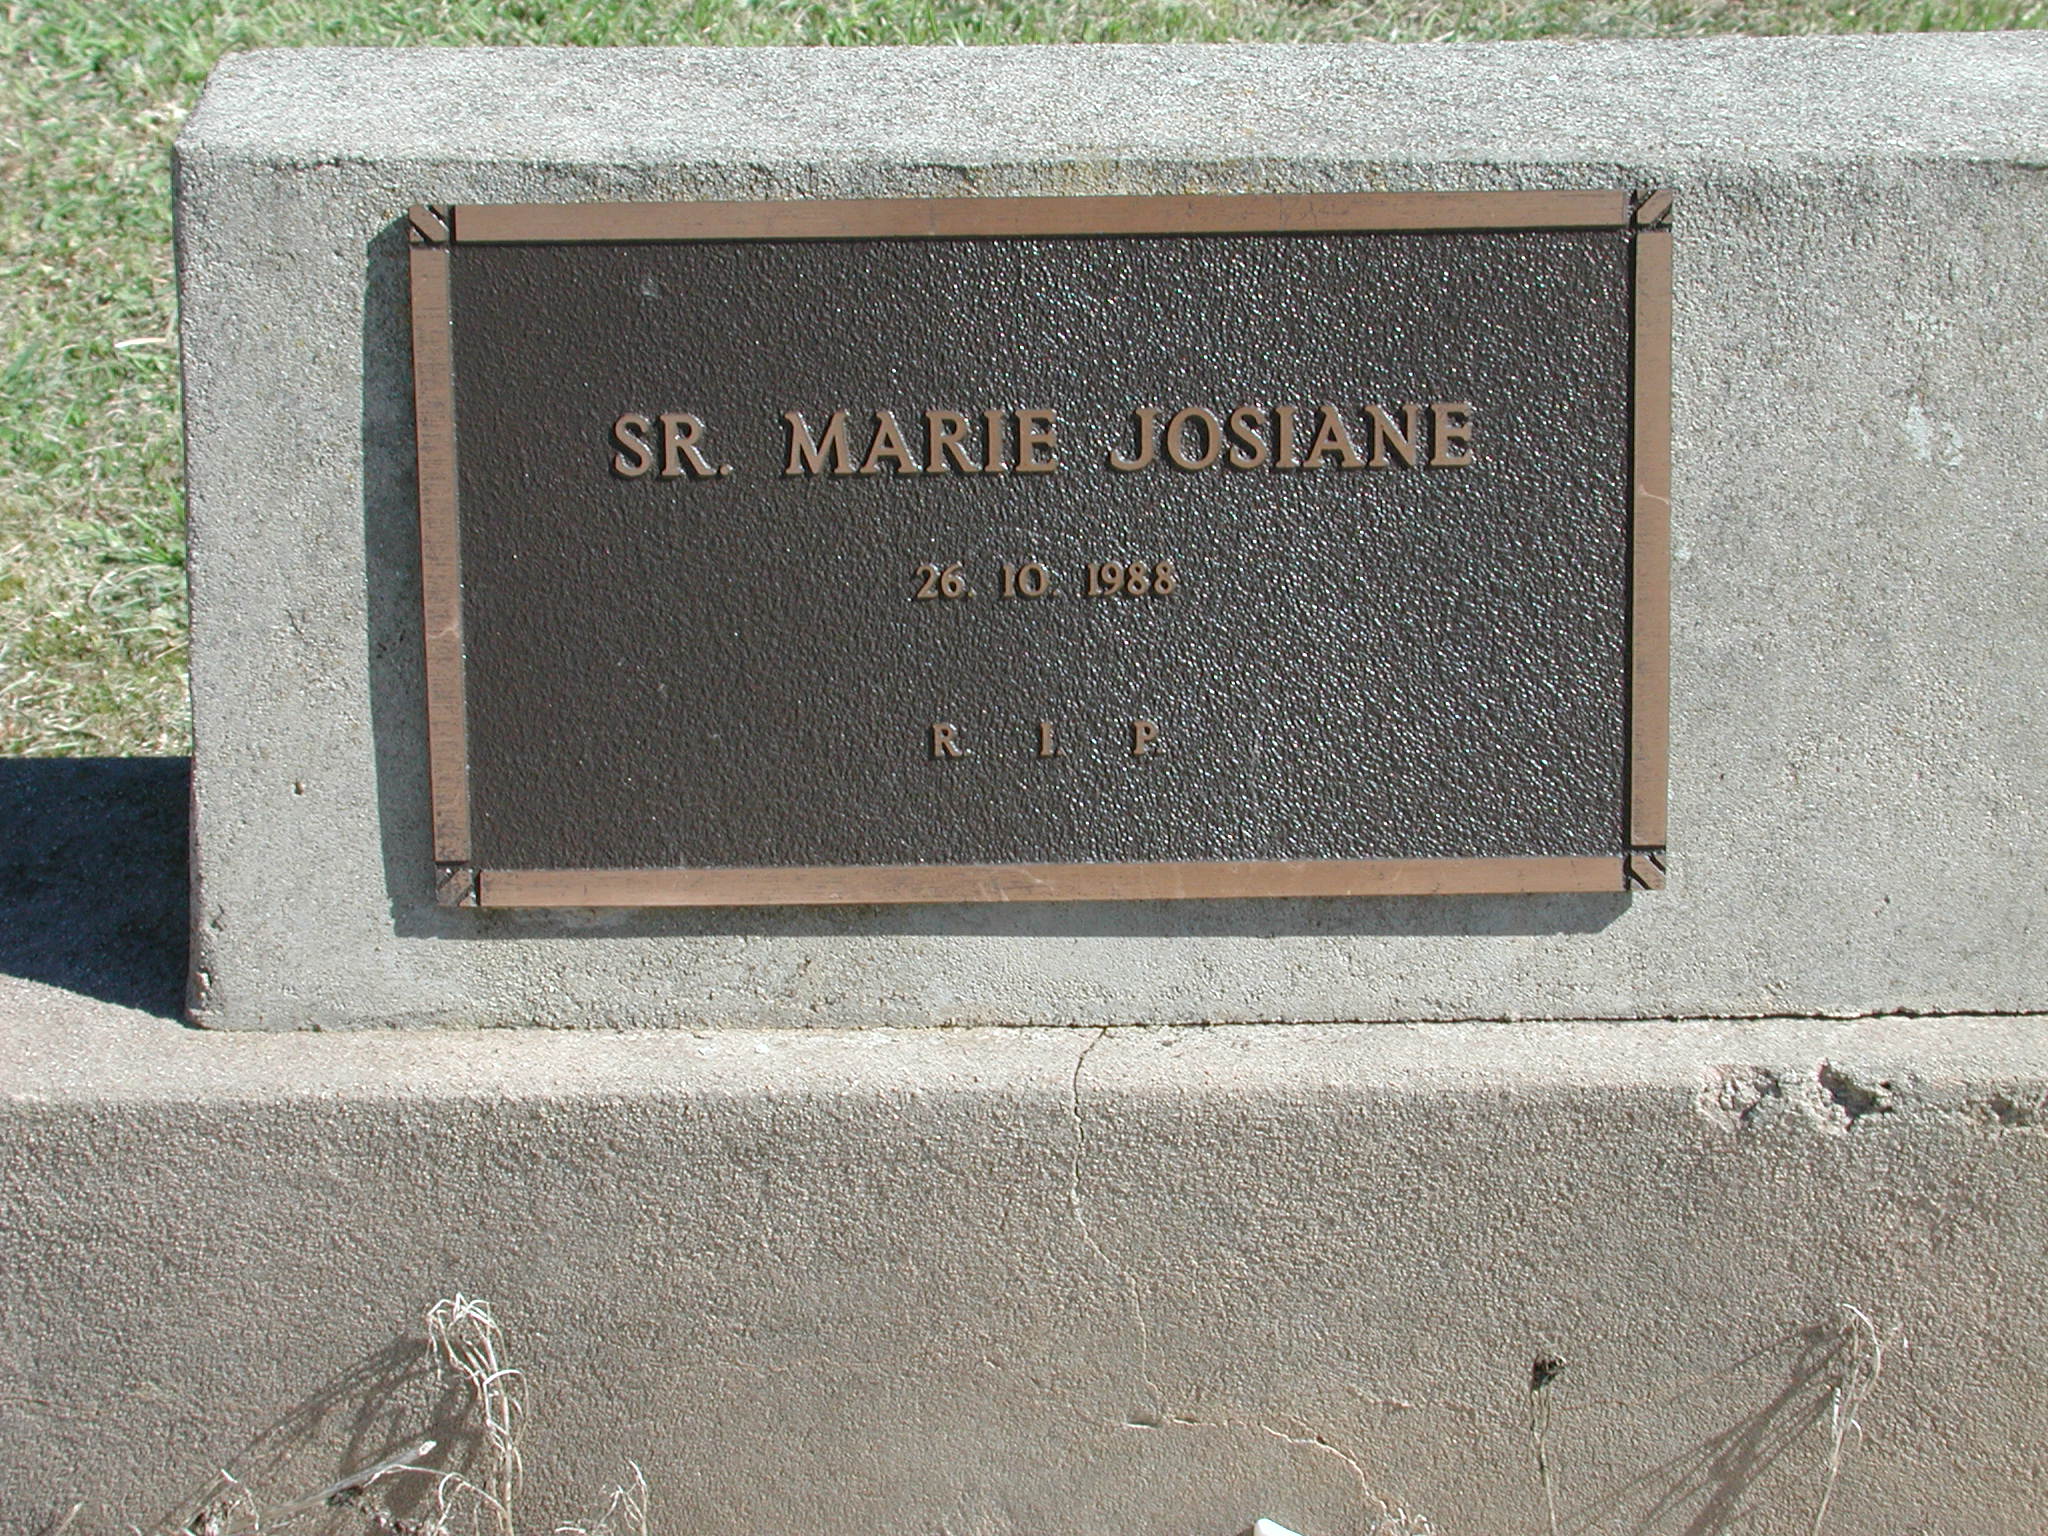 SR. MARIE JOSIANE
26. 10. 1988
R. I. P.